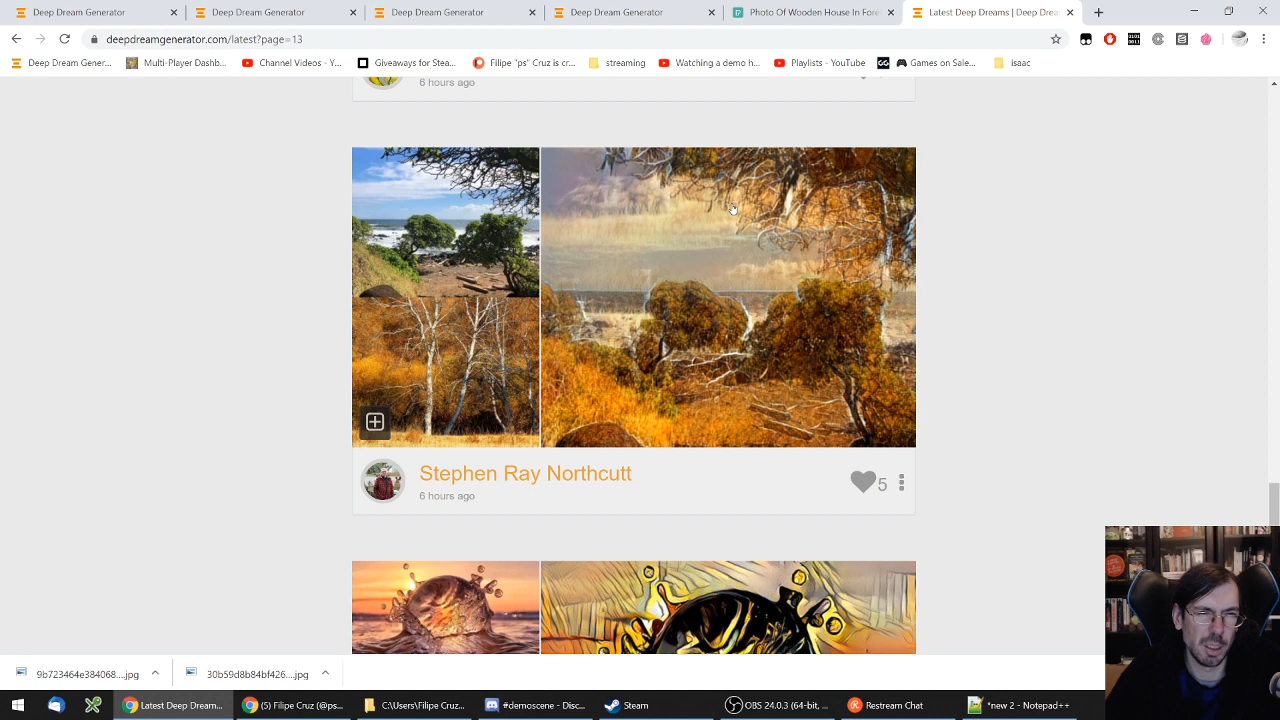 Deep Dream Generator
Deep Dream Generator
Deep Dream Generator
Deep Dream Generator
Photo Of Wooden House In Fore
Latest Deep Dreams | Deep Drea
deepdreamgenerator.com/latest?page=13
Deep Dream Gener...
Multi-Player Dashb...
Channel Videos - Y...
Giveaways for Stea...
Filipe "ps" Cruz is cr...
streaming
Watching a demo h...
Playlists - YouTube
Games on Sale...
isaac
6 hours ago
Stephen Ray Northcutt
5
6 hours ago
9b723464e384068....jpg
30b59d8b84bf426....jpg
Latest Deep Dream...
(5) Filipe Cruz (@ps...
C:\Users\Filipe Cruz...
#demoscene - Disc...
Steam
OBS 24.0.3 (64-bit, ...
Restream Chat
*new 2 - Notepad++